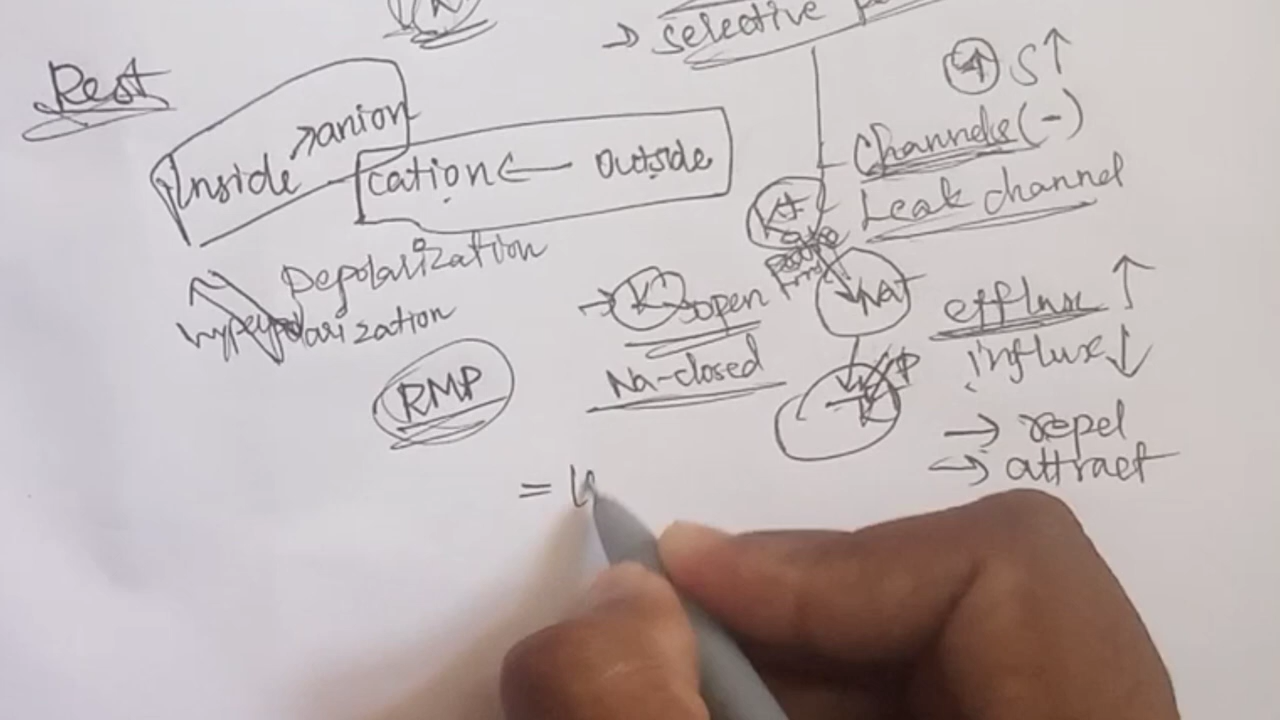 → selective
Rest
S↑
↗anion
Channels(-)
Inside
cation ← Outside
K+
Leak channel
Depolarization
hyperpolarization
→ K→open
Na+
efflux ↑
Na-closed
influx ↓
RMP
→ repel
→ attract
=